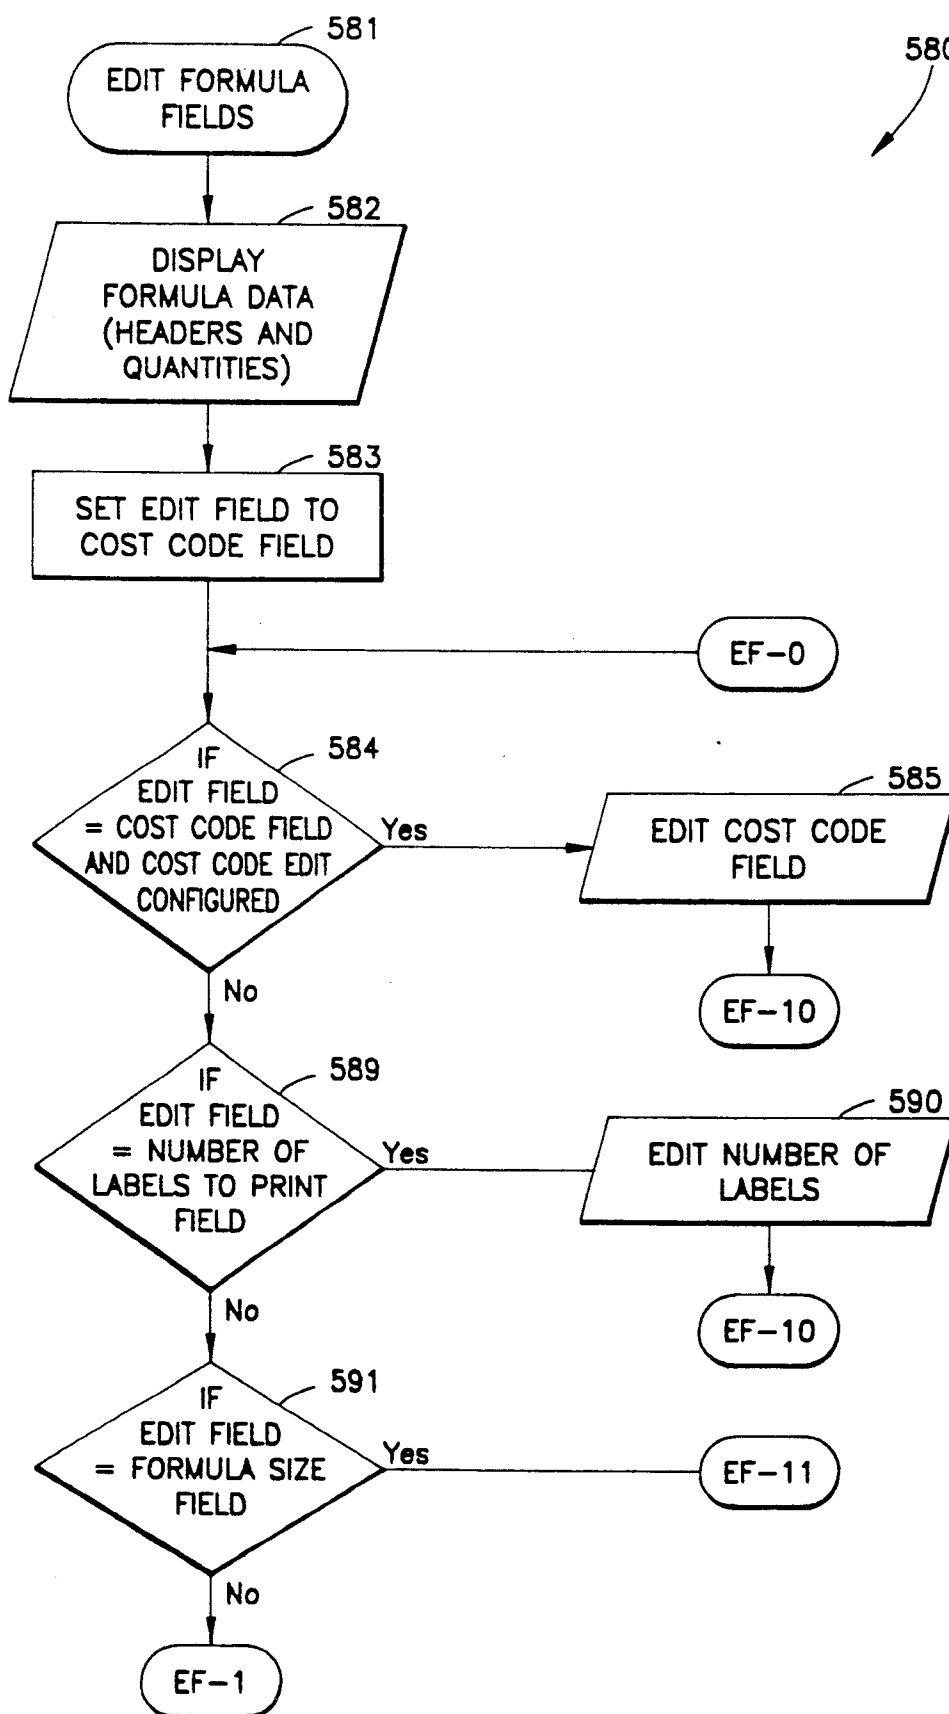 581
580
EDIT FORMULA
FIELDS
582
DISPLAY
FORMULA DATA
(HEADERS AND
QUANTITIES)
583
SET EDIT FIELD TO
COST CODE FIELD
EF-0
584
IF
EDIT FIELD
= COST CODE FIELD
AND COST CODE EDIT
CONFIGURED
Yes
585
EDIT COST CODE
FIELD
EF-10
No
589
IF
EDIT FIELD
= NUMBER OF
LABELS TO PRINT
FIELD
Yes
590
EDIT NUMBER OF
LABELS
EF-10
No
591
IF
EDIT FIELD
= FORMULA SIZE
FIELD
Yes
EF-11
No
EF-1